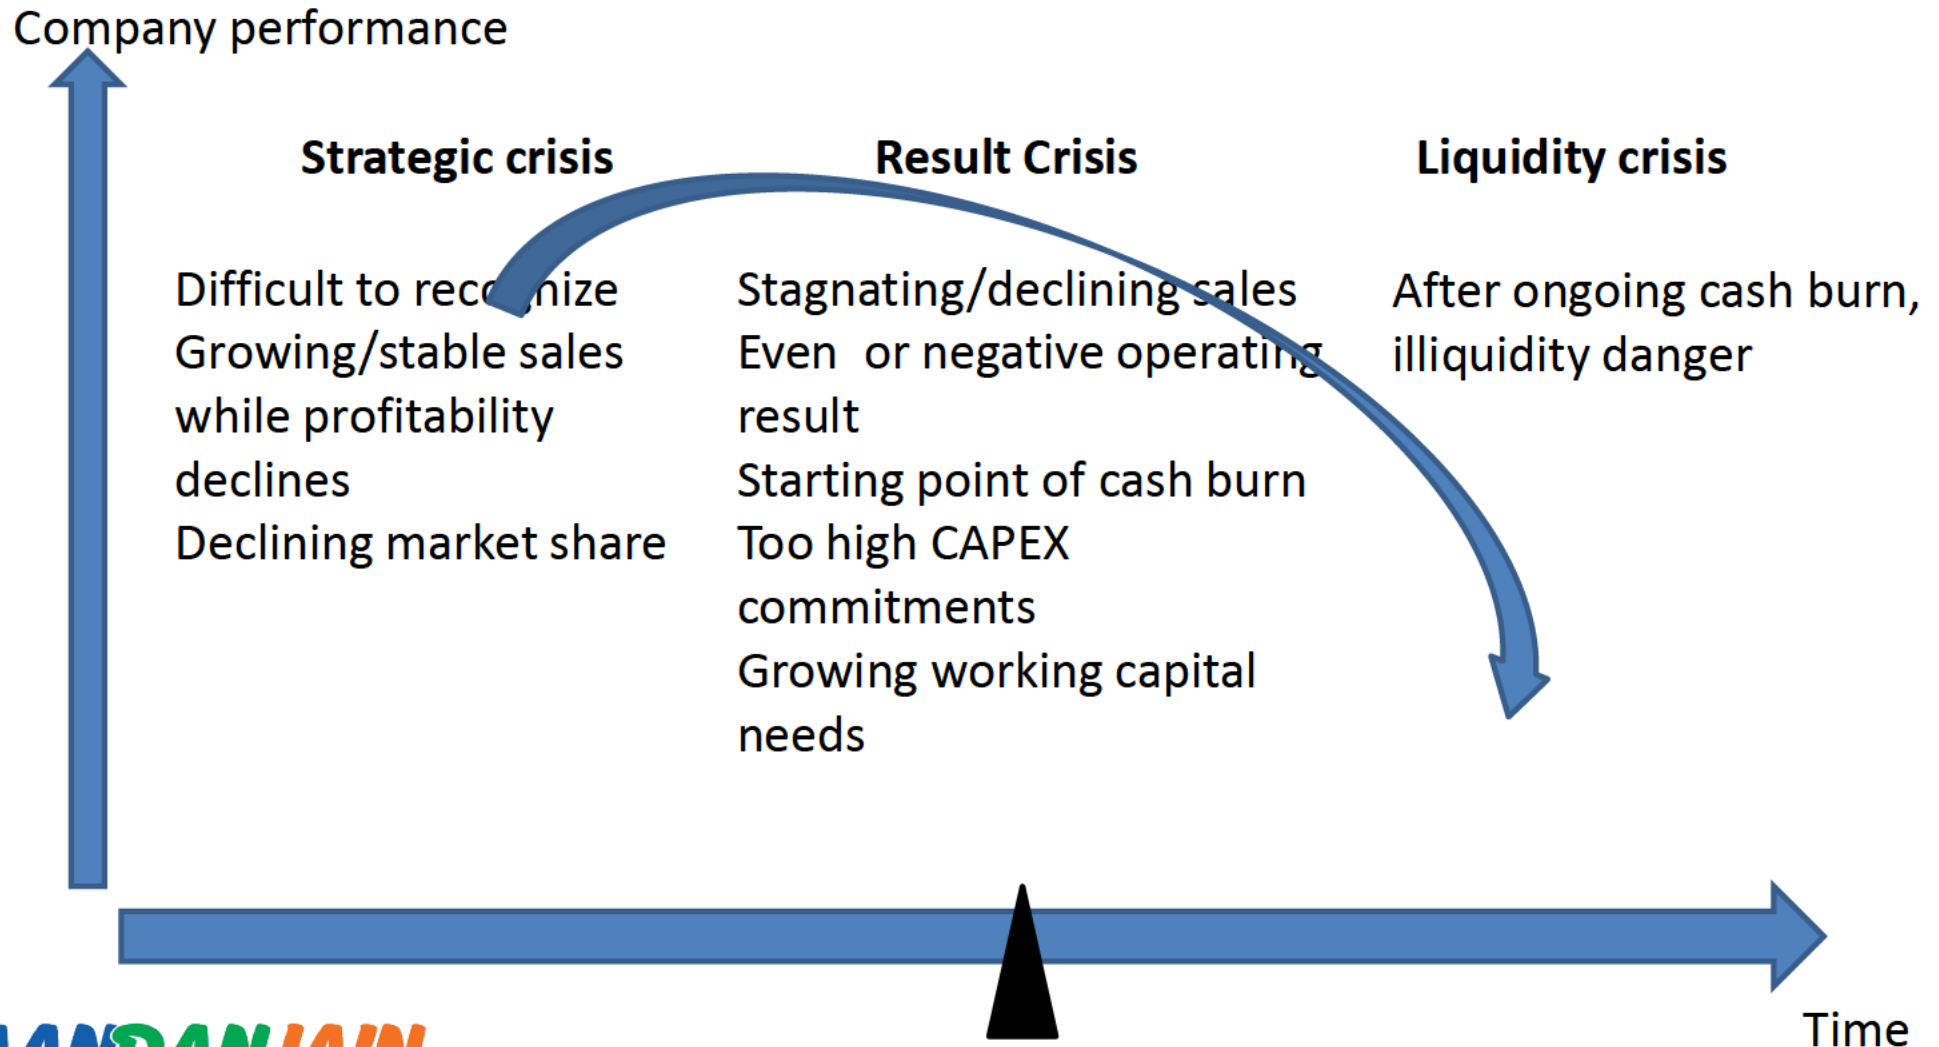 Company performance
Strategic crisis
Difficult to recognize
Growing/stable sales
while profitability
declines
Declining market share
Result Crisis
Stagnating/declining sales
Even or negative operating
result
Starting point of cash burn
Too high CAPEX
commitments
Growing working capital
needs
Liquidity crisis
After ongoing cash burn,
illiquidity danger
Time